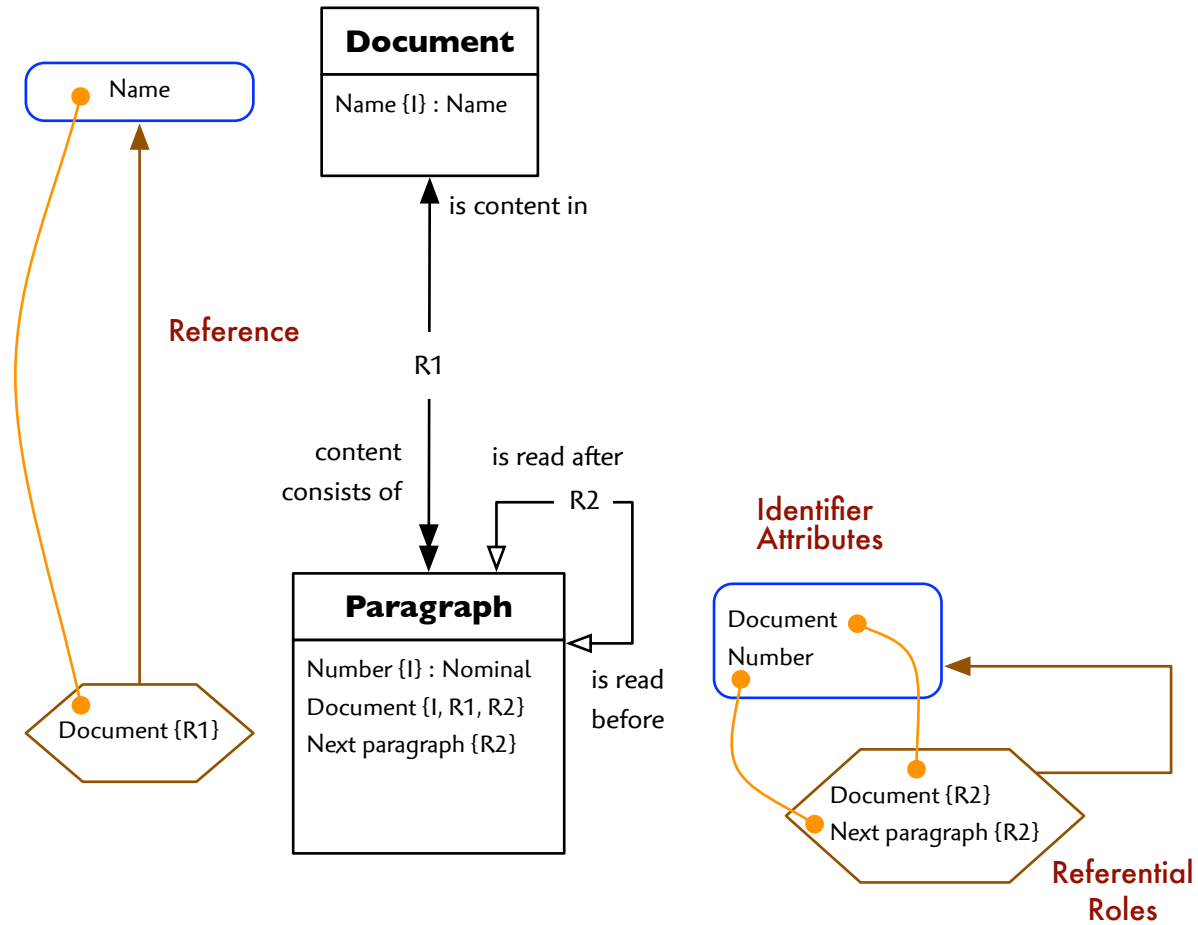 Document
Name {I} : Name
Name
is content in
Reference
R1
content
consists of
is read after
R2
Identifier
Attributes
Paragraph
Number {I} : Nominal
Document {I, R1, R2}
Next paragraph {R2}
is read
before
Document
Number
Document {R1}
Document {R2}
Next paragraph {R2}
Referential
Roles